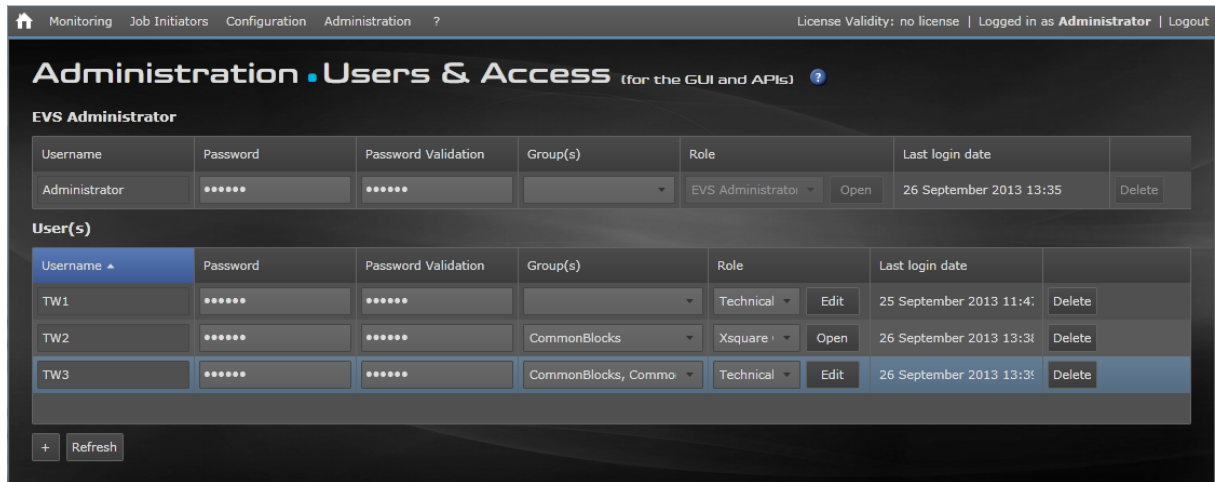 Monitoring Job Initiators Configuration Administration ? License Validity: no license | Logged in as Administrator | Logout
Administration . Users & Access (for the GUI and APIs) ?
EVS Administrator
Username Password Password Validation Group(s) Role Last login date
Administrator •••••• •••••• EVS Administrator Open 26 September 2013 13:35 Delete
User(s)
Username Password Password Validation Group(s) Role Last login date
TW1 •••••• •••••• Technical Edit 25 September 2013 11:47 Delete
TW2 •••••• •••••• CommonBlocks Xsquare Open 26 September 2013 13:38 Delete
TW3 •••••• •••••• CommonBlocks, Commo Technical Edit 26 September 2013 13:39 Delete
+ Refresh